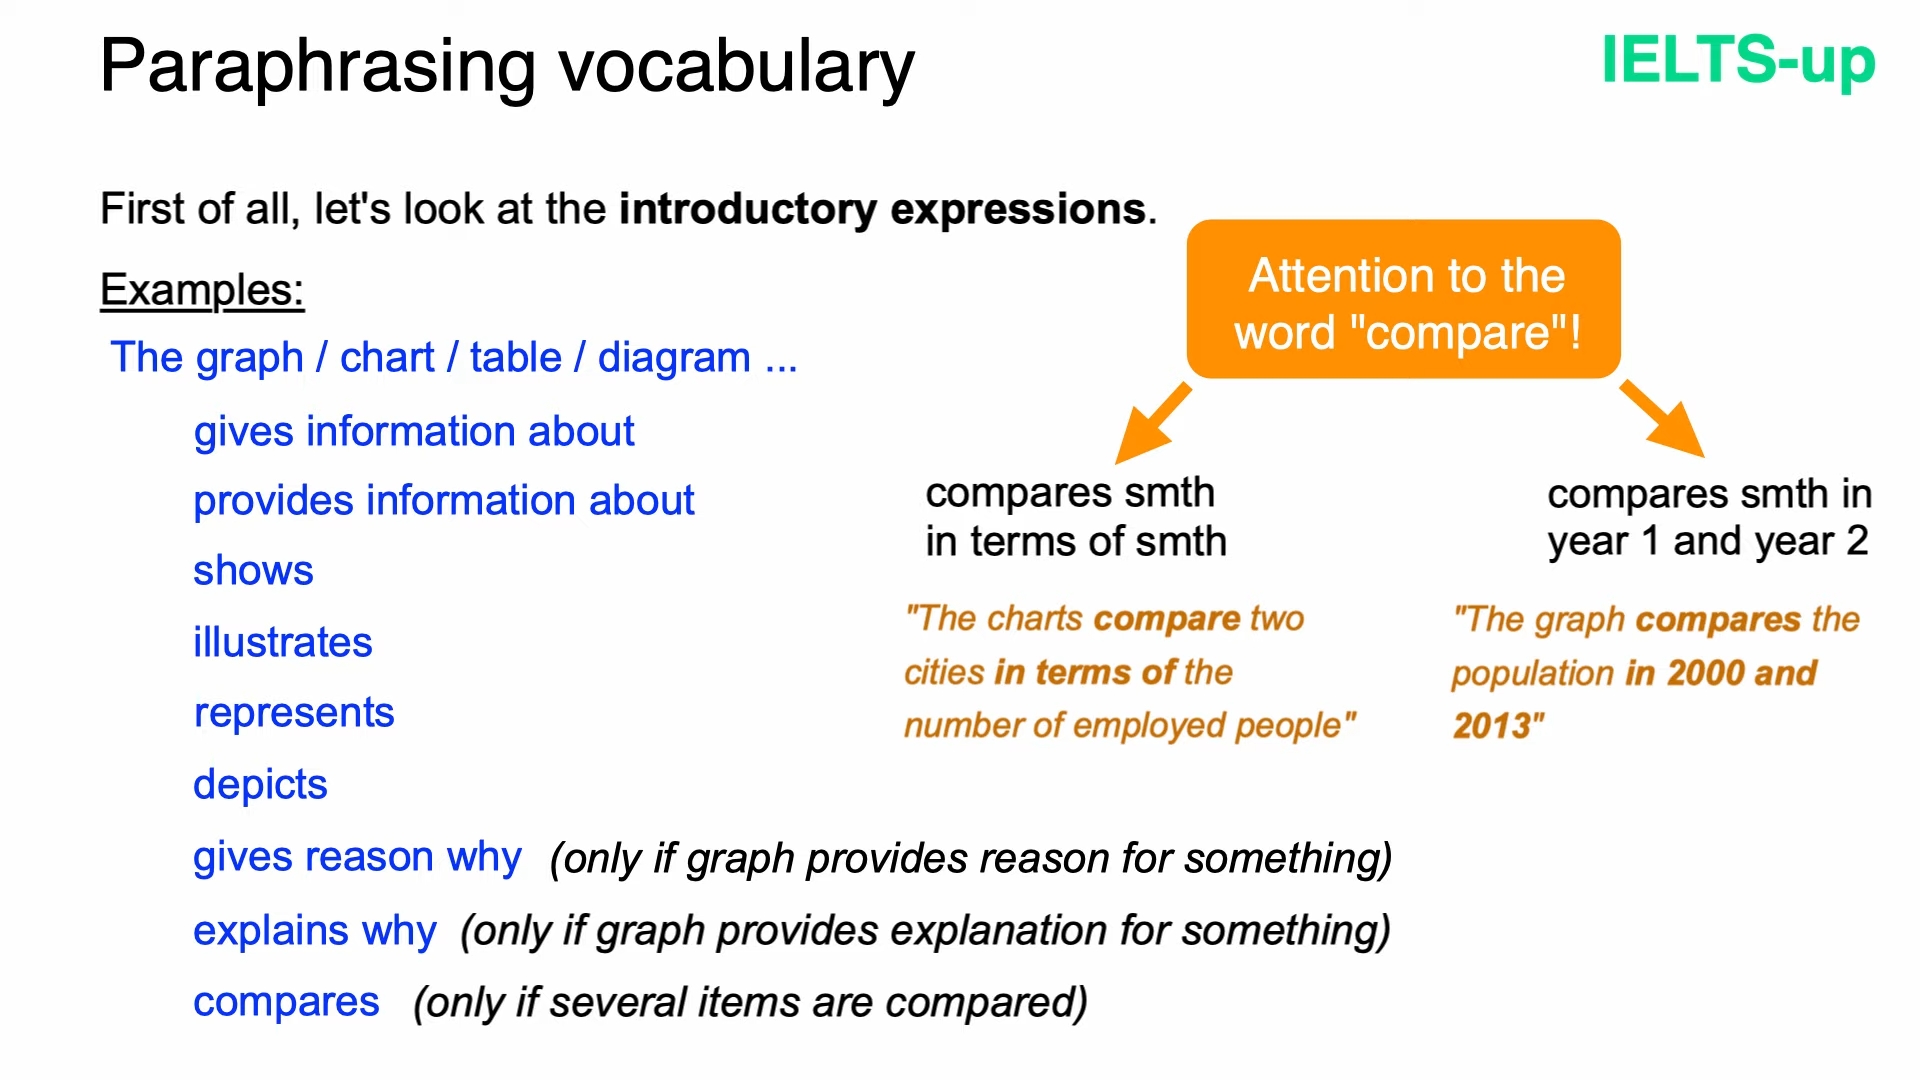 Paraphrasing vocabulary
IELTS-up
First of all, let's look at the introductory expressions.
Examples:
The graph / chart / table / diagram ...
gives information about
provides information about
shows
illustrates
represents
depicts
gives reason why (only if graph provides reason for something)
explains why (only if graph provides explanation for something)
compares (only if several items are compared)
Attention to the
word "compare"!
compares smth
in terms of smth
"The charts compare two
cities in terms of the
number of employed people"
compares smth in
year 1 and year 2
"The graph compares the
population in 2000 and
2013"